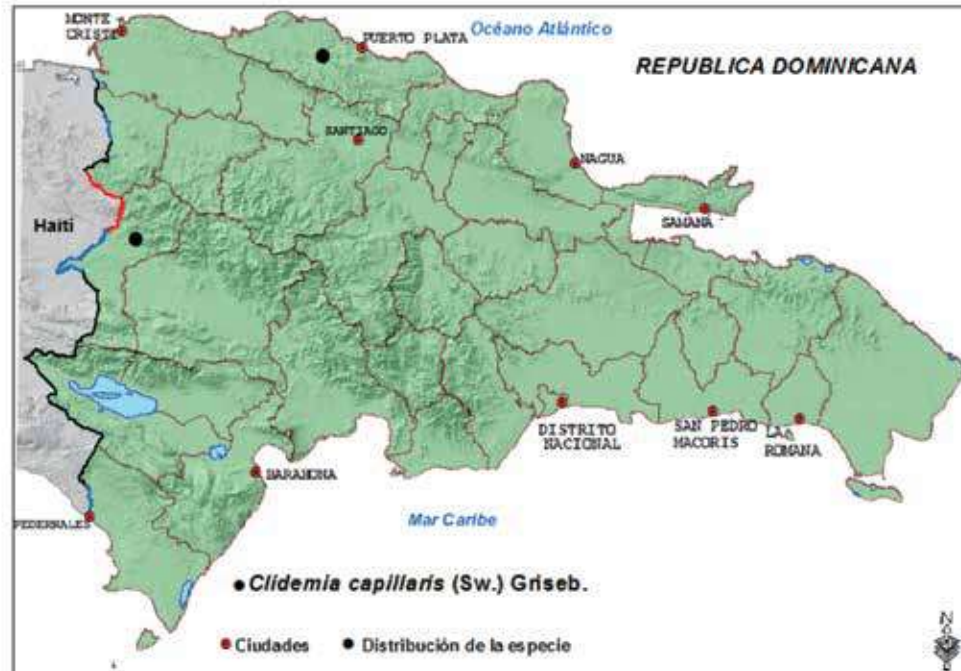 MONTE
CRISTI
PUERTO PLATA
Océano Atlántico
REPUBLICA DOMINICANA
SANTIAGO
NAGUA
SAMANA
Haití
DISTRITO
NACIONAL
SAN PEDRO
MACORIS
LA
ROMANA
BARAHONA
PEDERNALES
Mar Caribe
Clidemia capillaris (Sw.) Griseb.
Ciudades
Distribución de la especie
N